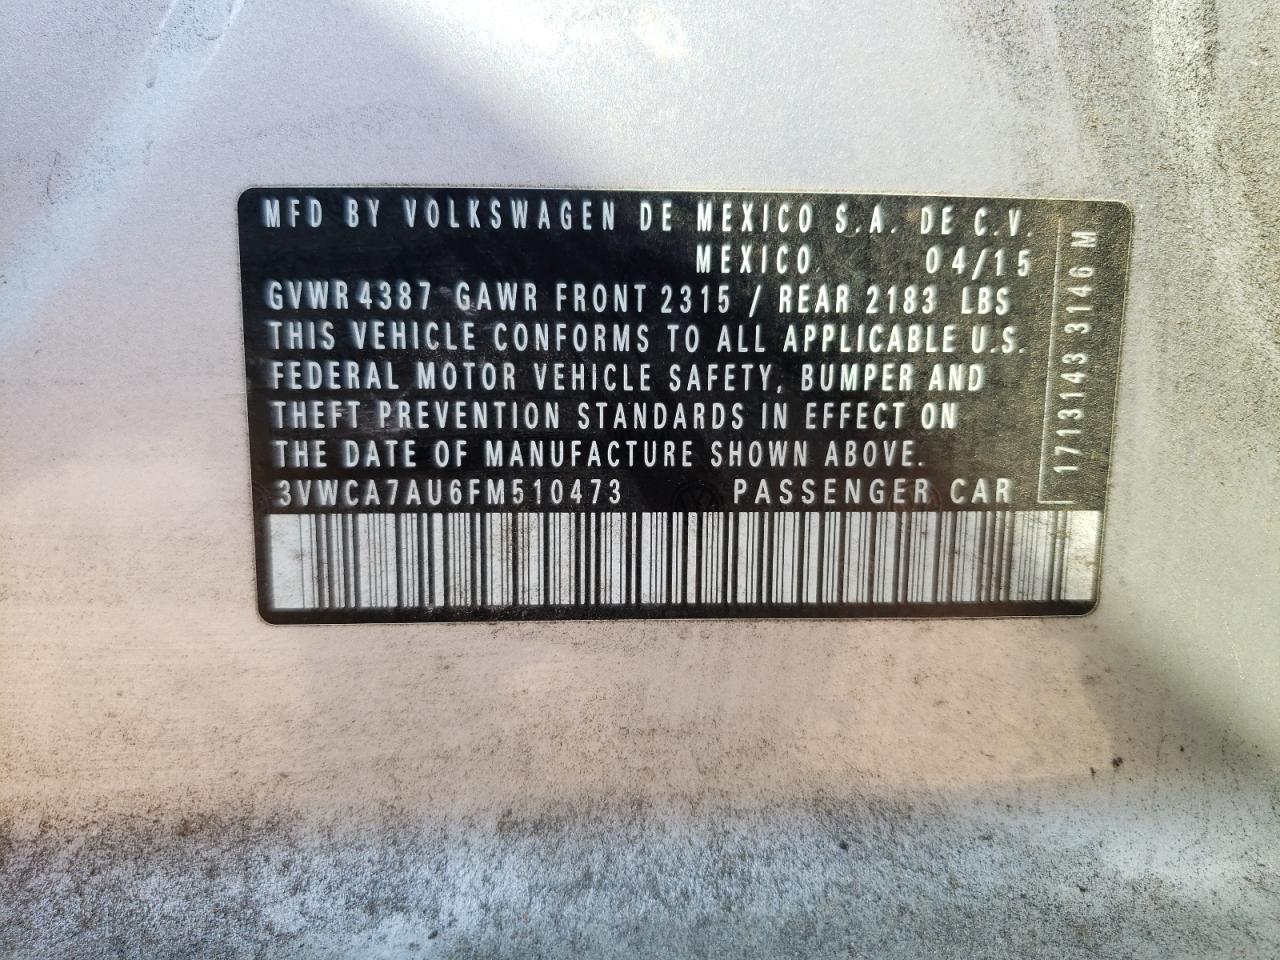 MFD BY VOLKSWAGEN DE MEXICO S.A. DE C.V.
MEXICO 04/15
GVWR 4387 GAWR FRONT 2315 / REAR 2183 LBS
THIS VEHICLE CONFORMS TO ALL APPLICABLE U.S.
FEDERAL MOTOR VEHICLE SAFETY, BUMPER AND
THEFT PREVENTION STANDARDS IN EFFECT ON
THE DATE OF MANUFACTURE SHOWN ABOVE.
3VWCA7AU6FM510473 PASSENGER CAR
1713143 3146 M